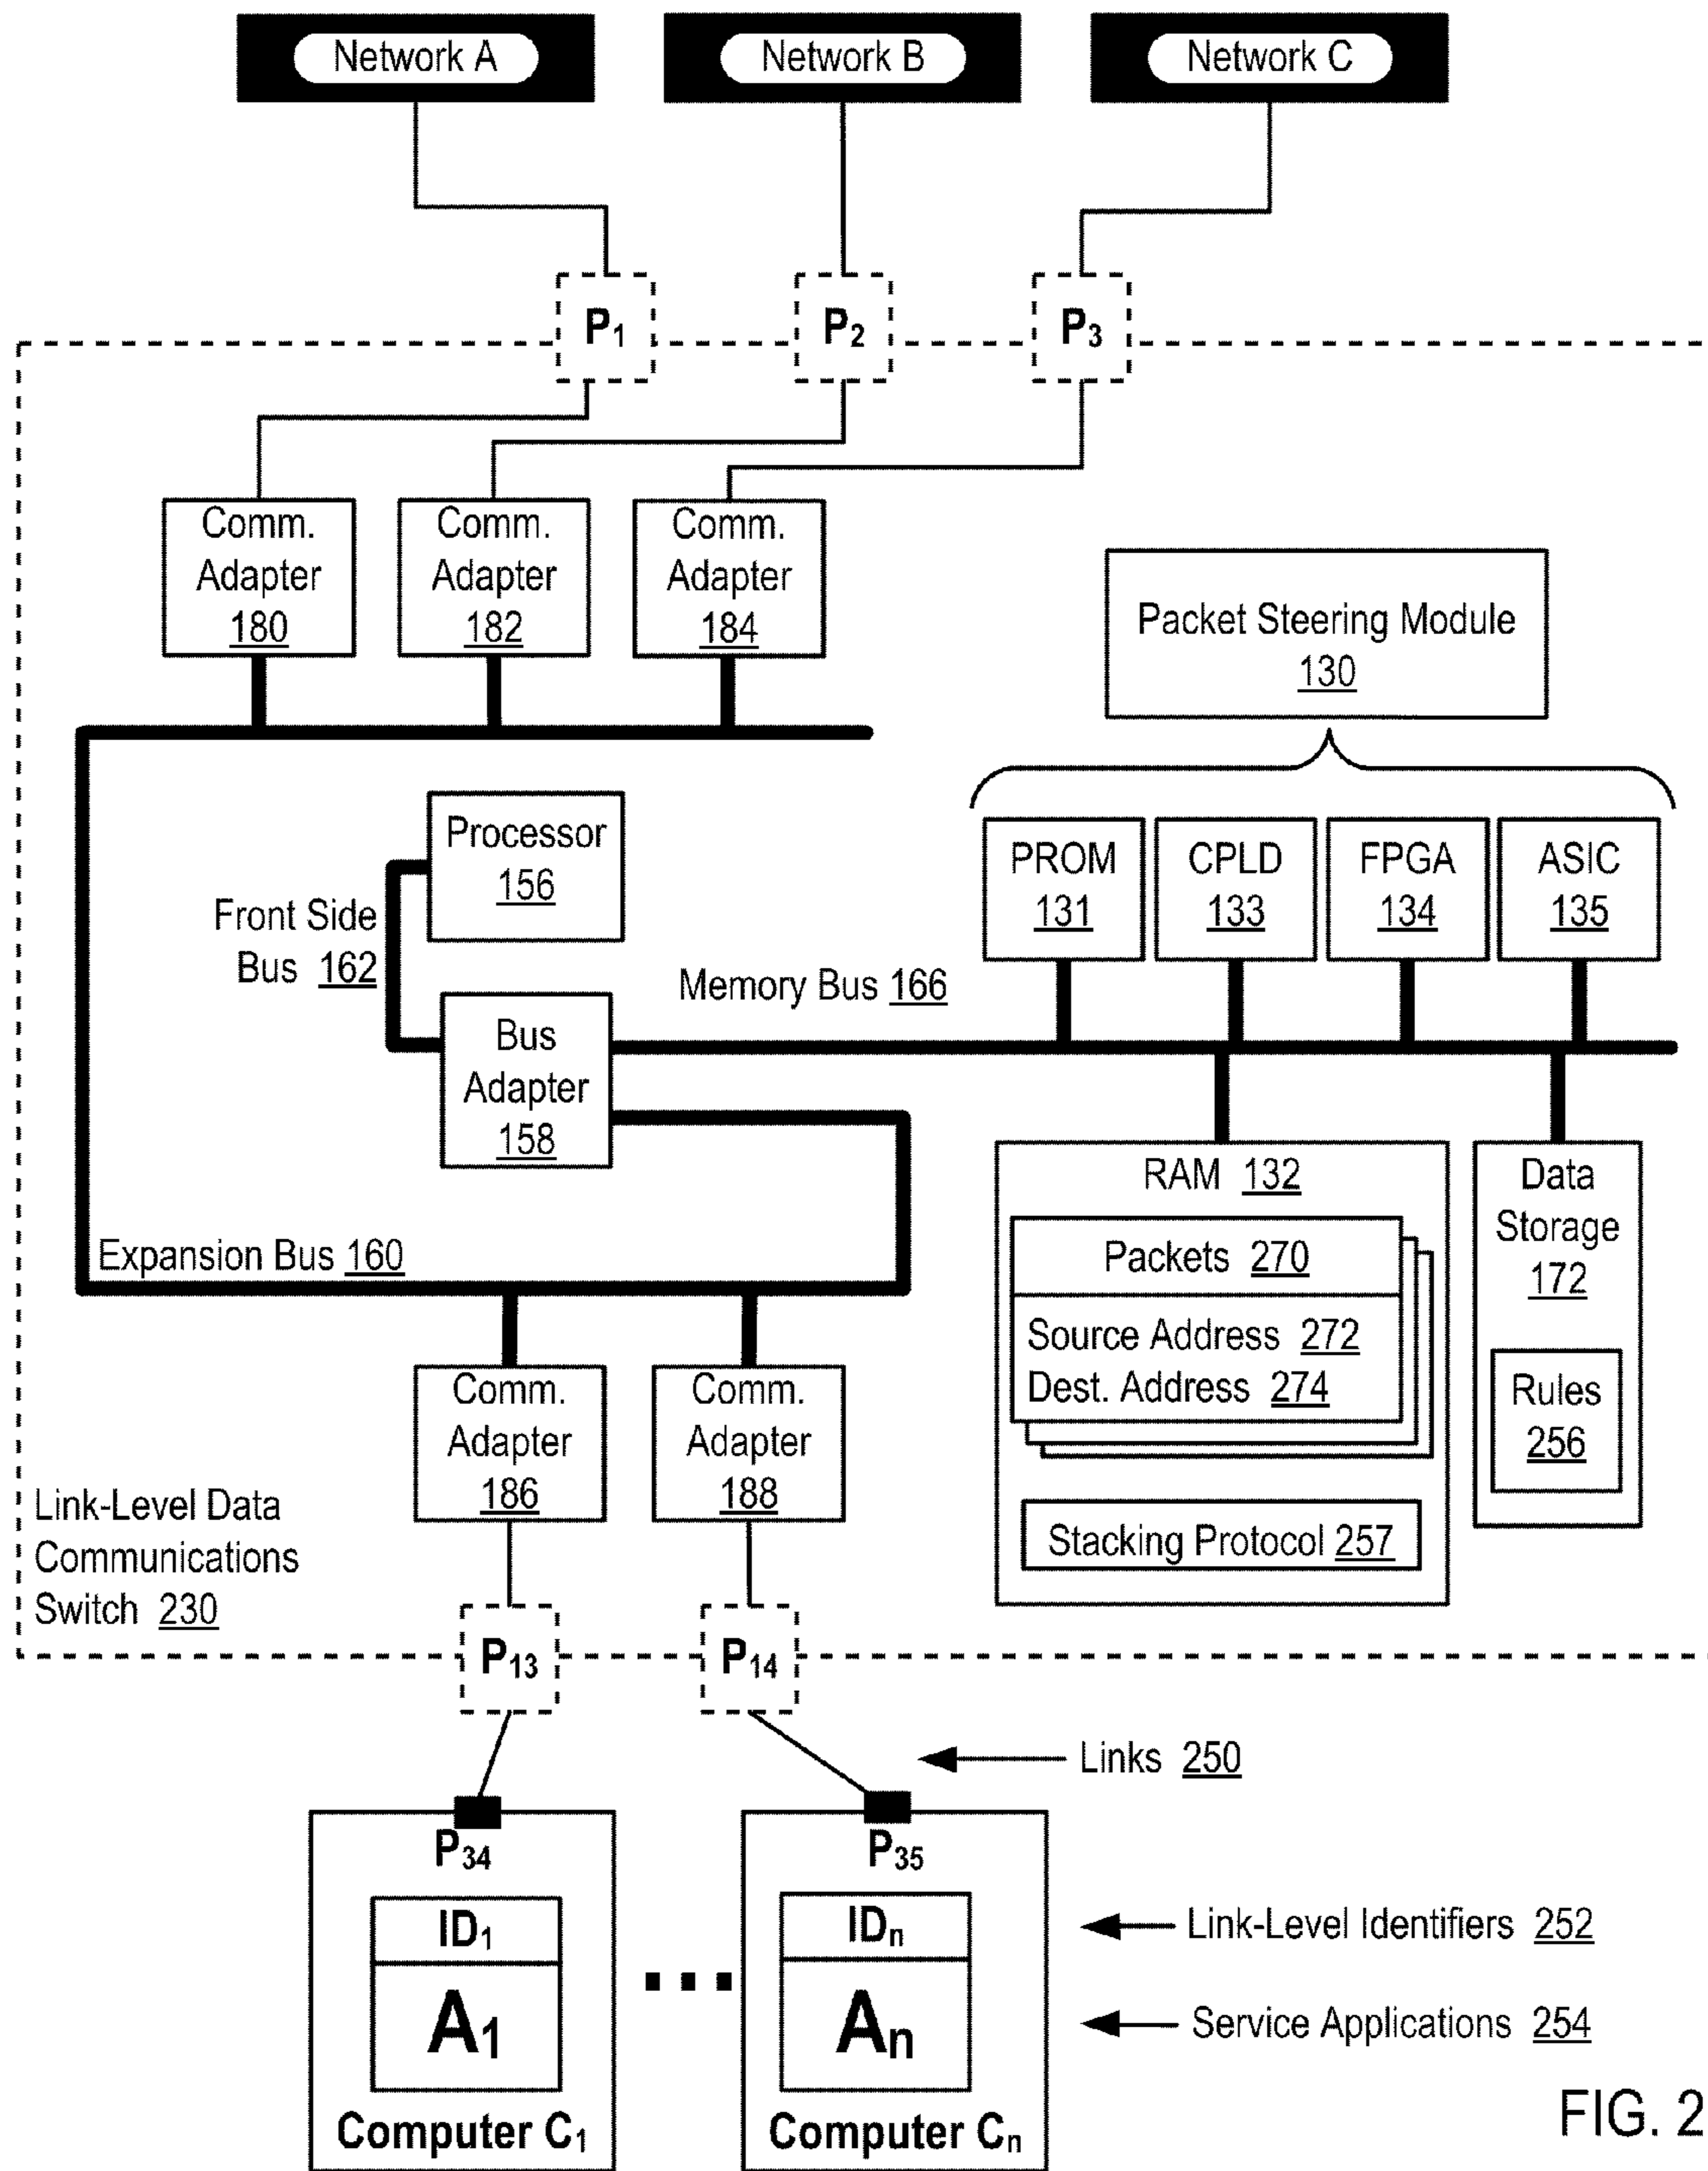 Network A
Network B
Network C
P1
P2
P3
Comm.
Adapter
180
Comm.
Adapter
182
Comm.
Adapter
184
Packet Steering Module
130
Processor
156
Front Side
Bus 162
PROM
131
CPLD
133
FPGA
134
ASIC
135
Memory Bus 166
Bus
Adapter
158
RAM 132
Packets 270
Source Address 272
Dest. Address 274
Stacking Protocol 257
Data
Storage
172
Rules
256
Expansion Bus 160
Comm.
Adapter
186
Comm.
Adapter
188
Link-Level Data
Communications
Switch 230
P13
P14
Links 250
P34
P35
ID1
IDn
Link-Level Identifiers 252
A1
An
Service Applications 254
Computer C1
Computer Cn
FIG. 2